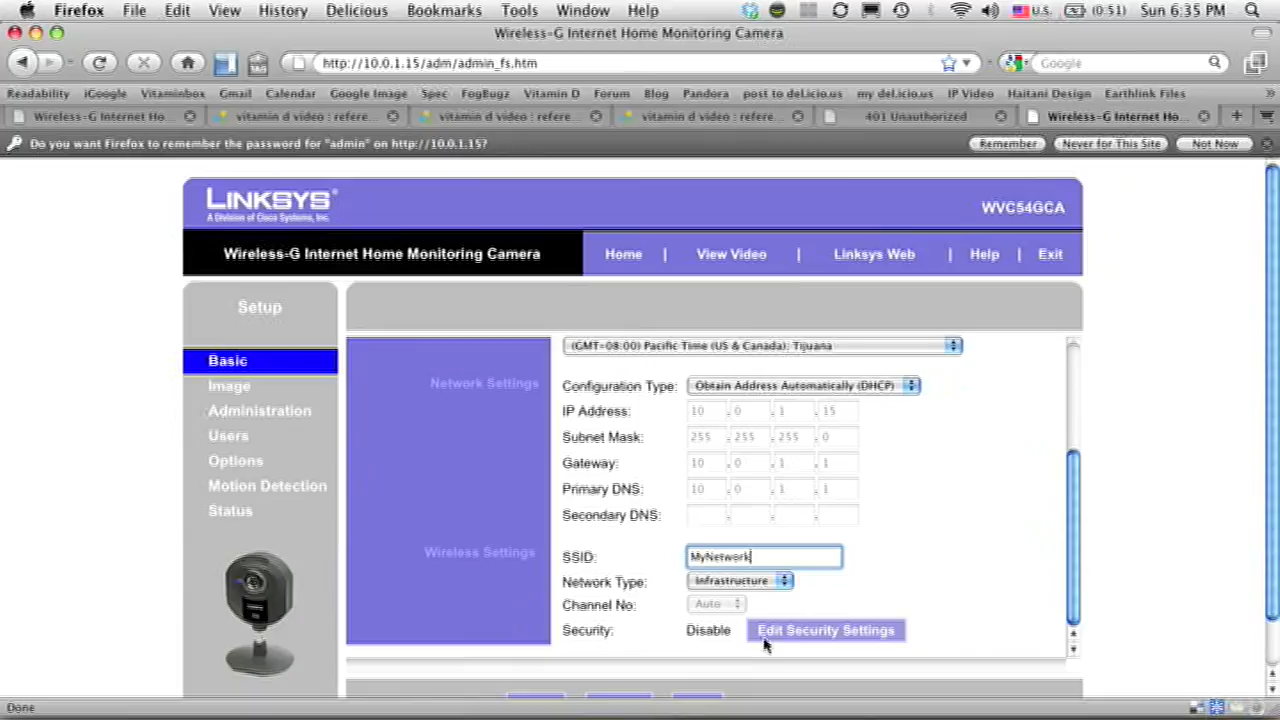 Firefox File Edit View History Delicious Bookmarks Tools Window Help U.S. (0:51) Sun 6:35 PM
Wireless-G Internet Home Monitoring Camera
http://10.0.1.15/adm/admin_fs.htm Google
Readability iGoogle Vitaminbox Gmail Calendar Google Image Spec FogBugz Vitamin D Forum Blog Pandora post to del.icio.us my del.icio.us IP Video Haitani Design Earthlink Files »
Wireless-G Internet Ho... vitamin d video : refere... vitamin d video : refere... vitamin d video : refere... 401 Unauthorized Wireless-G Internet Ho...
Do you want Firefox to remember the password for "admin" on http://10.0.1.15? Remember Never for This Site Not Now
LINKSYS®
A Division of Cisco Systems, Inc.
WVC54GCA
Wireless-G Internet Home Monitoring Camera Home | View Video | Linksys Web | Help | Exit
Setup
Basic
Image
Administration
Users
Options
Motion Detection
Status
(GMT-08:00) Pacific Time (US & Canada), Tijuana
Network Settings
Configuration Type: Obtain Address Automatically (DHCP)
IP Address: 10 . 0 . 1 . 15
Subnet Mask: 255 . 255 . 255 . 0
Gateway: 10 . 0 . 1 . 1
Primary DNS: 10 . 0 . 1 . 1
Secondary DNS: . . .
Wireless Settings
SSID: MyNetwork
Network Type: Infrastructure
Channel No: Auto
Security: Disable Edit Security Settings
Done